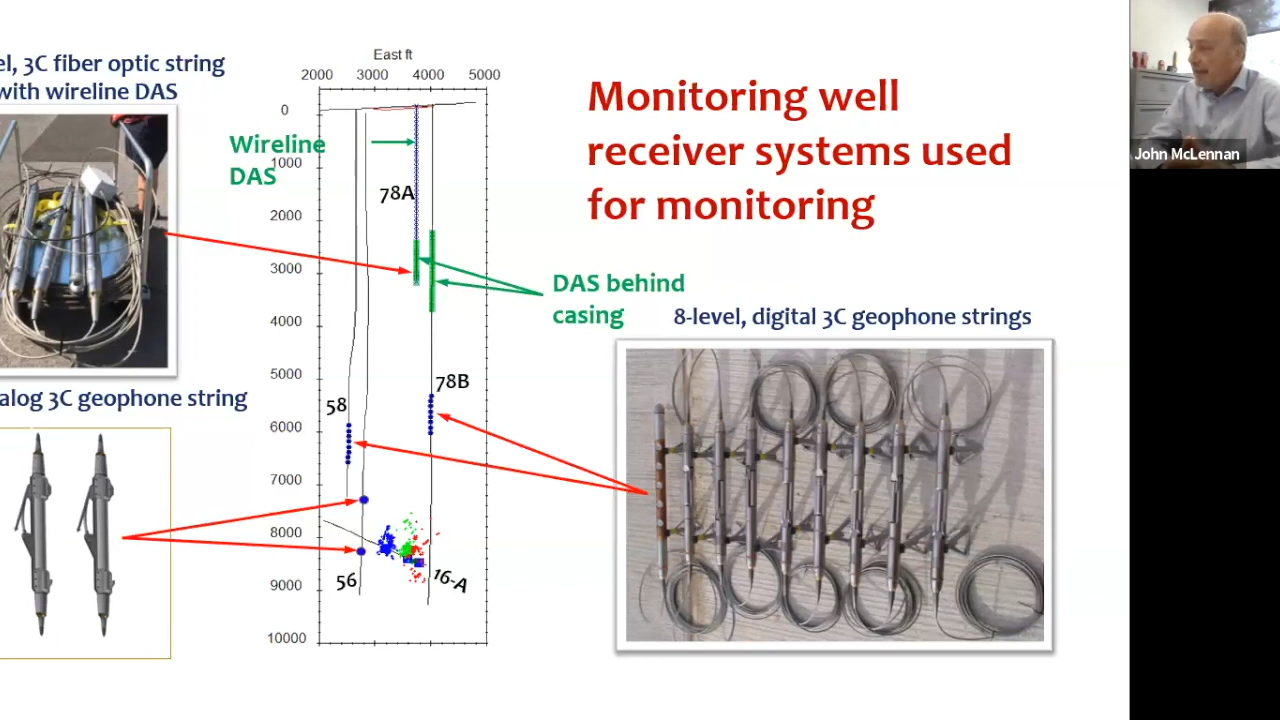 el, 3C fiber optic string
with wireline DAS
East ft
2000 3000 4000 5000
0
1000
2000
3000
4000
5000
6000
7000
8000
9000
10000
Wireline
DAS
78A
DAS behind
casing
78B
58
56
16-A
alog 3C geophone string
Monitoring well
receiver systems used
for monitoring
8-level, digital 3C geophone strings
John McLennan